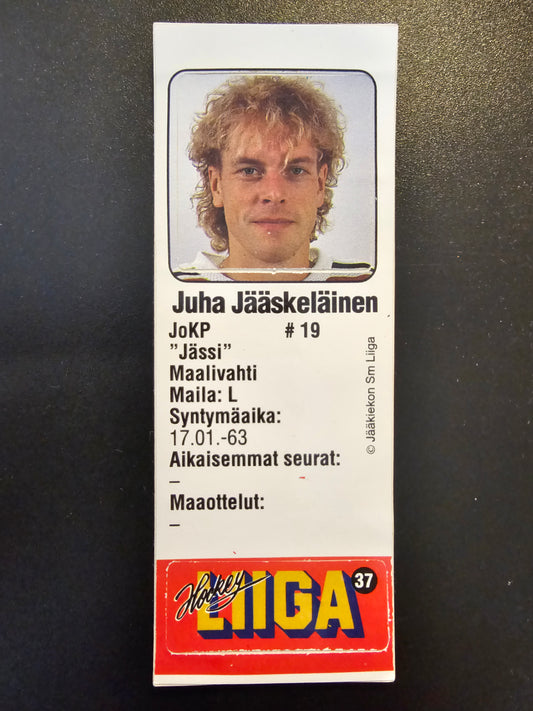 Juha Jääskeläinen
JoKP # 19
”Jässi”
Maalivahti
Maila: L
Syntymäaika:
17.01.-63
Aikaisemmat seurat:
–
Maaottelut:
–
© Jääkiekon Sm Liiga
Hockey
LIIGA
37